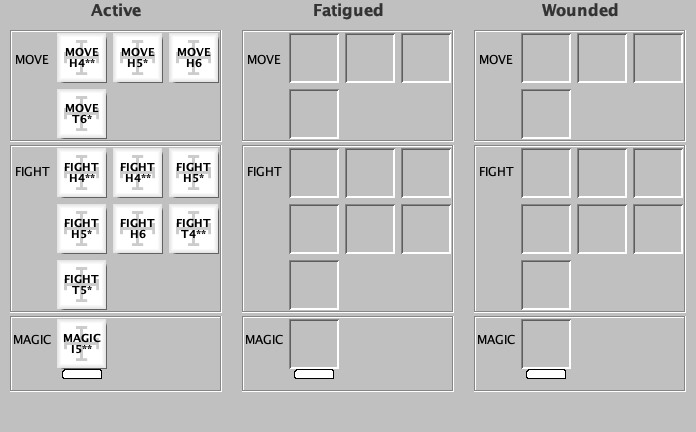 Active Fatigued Wounded
MOVE MOVE H4** MOVE H5* MOVE H6 MOVE MOVE
MOVE T6*
FIGHT FIGHT H4** FIGHT H4** FIGHT H5* FIGHT FIGHT
FIGHT H5* FIGHT H6 FIGHT T4**
FIGHT T5*
MAGIC MAGIC I5** MAGIC MAGIC